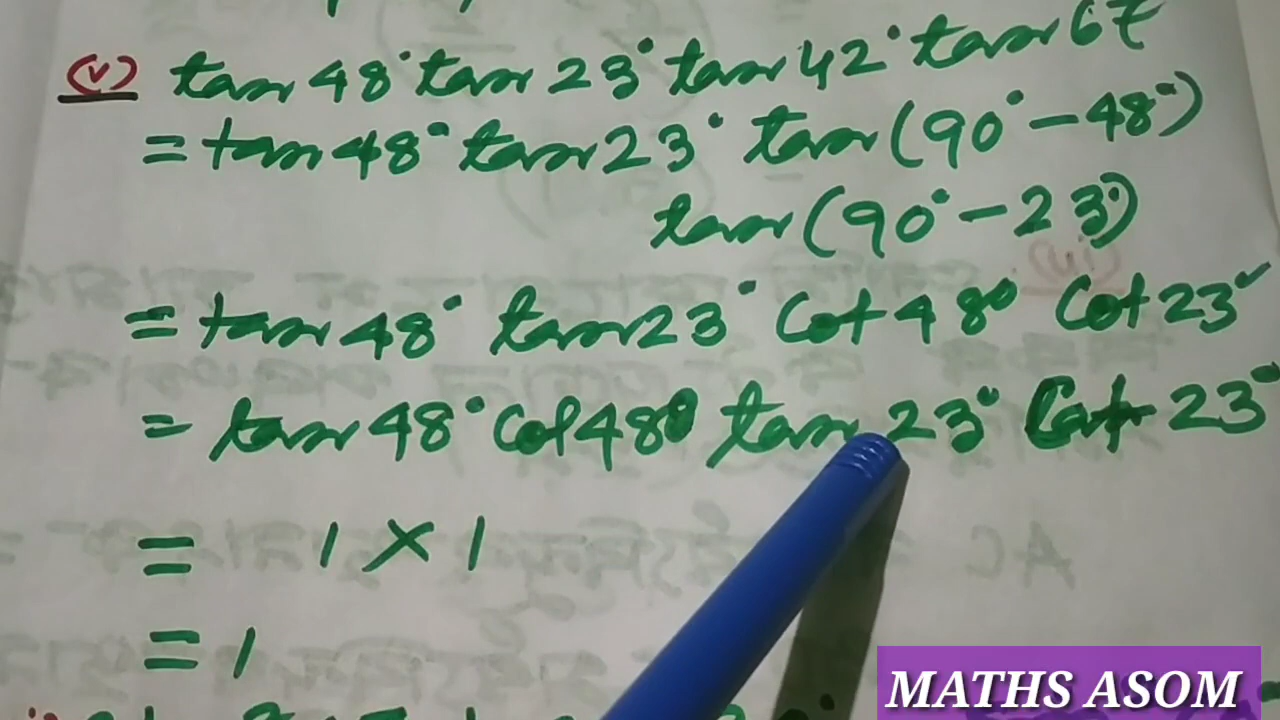 (v) tan 48° tan 23° tan 42° tan 67
= tan 48° tan 23° tan (90° - 48°)
tan (90° - 23°)
= tan 48° tan 23° Cot 48° Cot 23°
= tan 48° Cot 48° tan 23° Cot 23°
= 1 × 1
= 1
MATHS ASOM